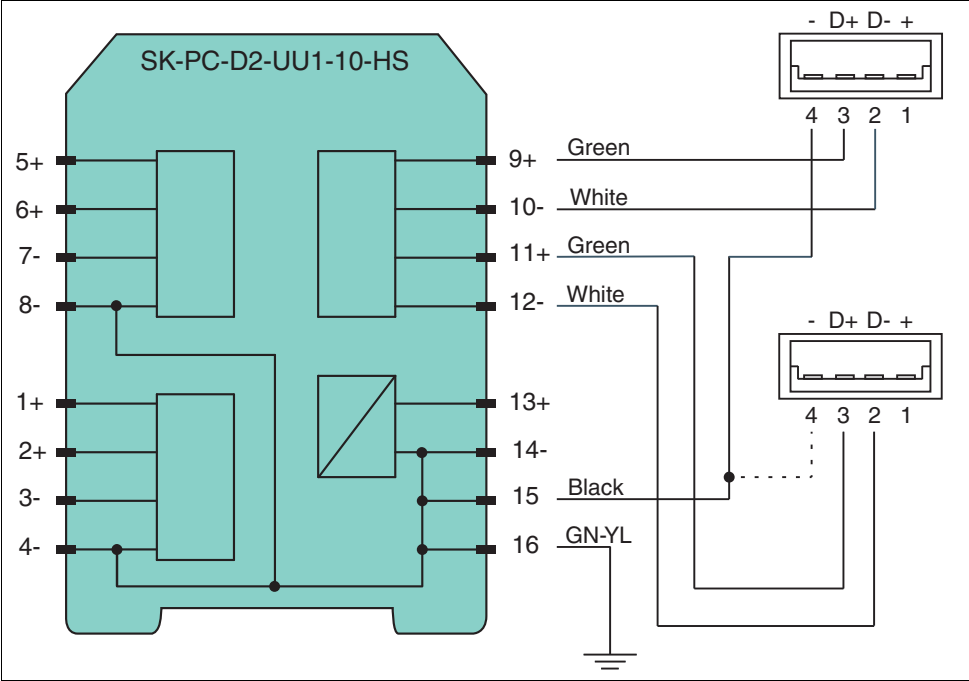 - D+ D- +
SK-PC-D2-UU1-10-HS
4 3 2 1
5+ 9+ Green
6+ 10- White
7- 11+ Green
8- 12- White
- D+ D- +
1+ 13+
4 3 2 1
2+ 14-
3- 15 Black
4- 16 GN-YL